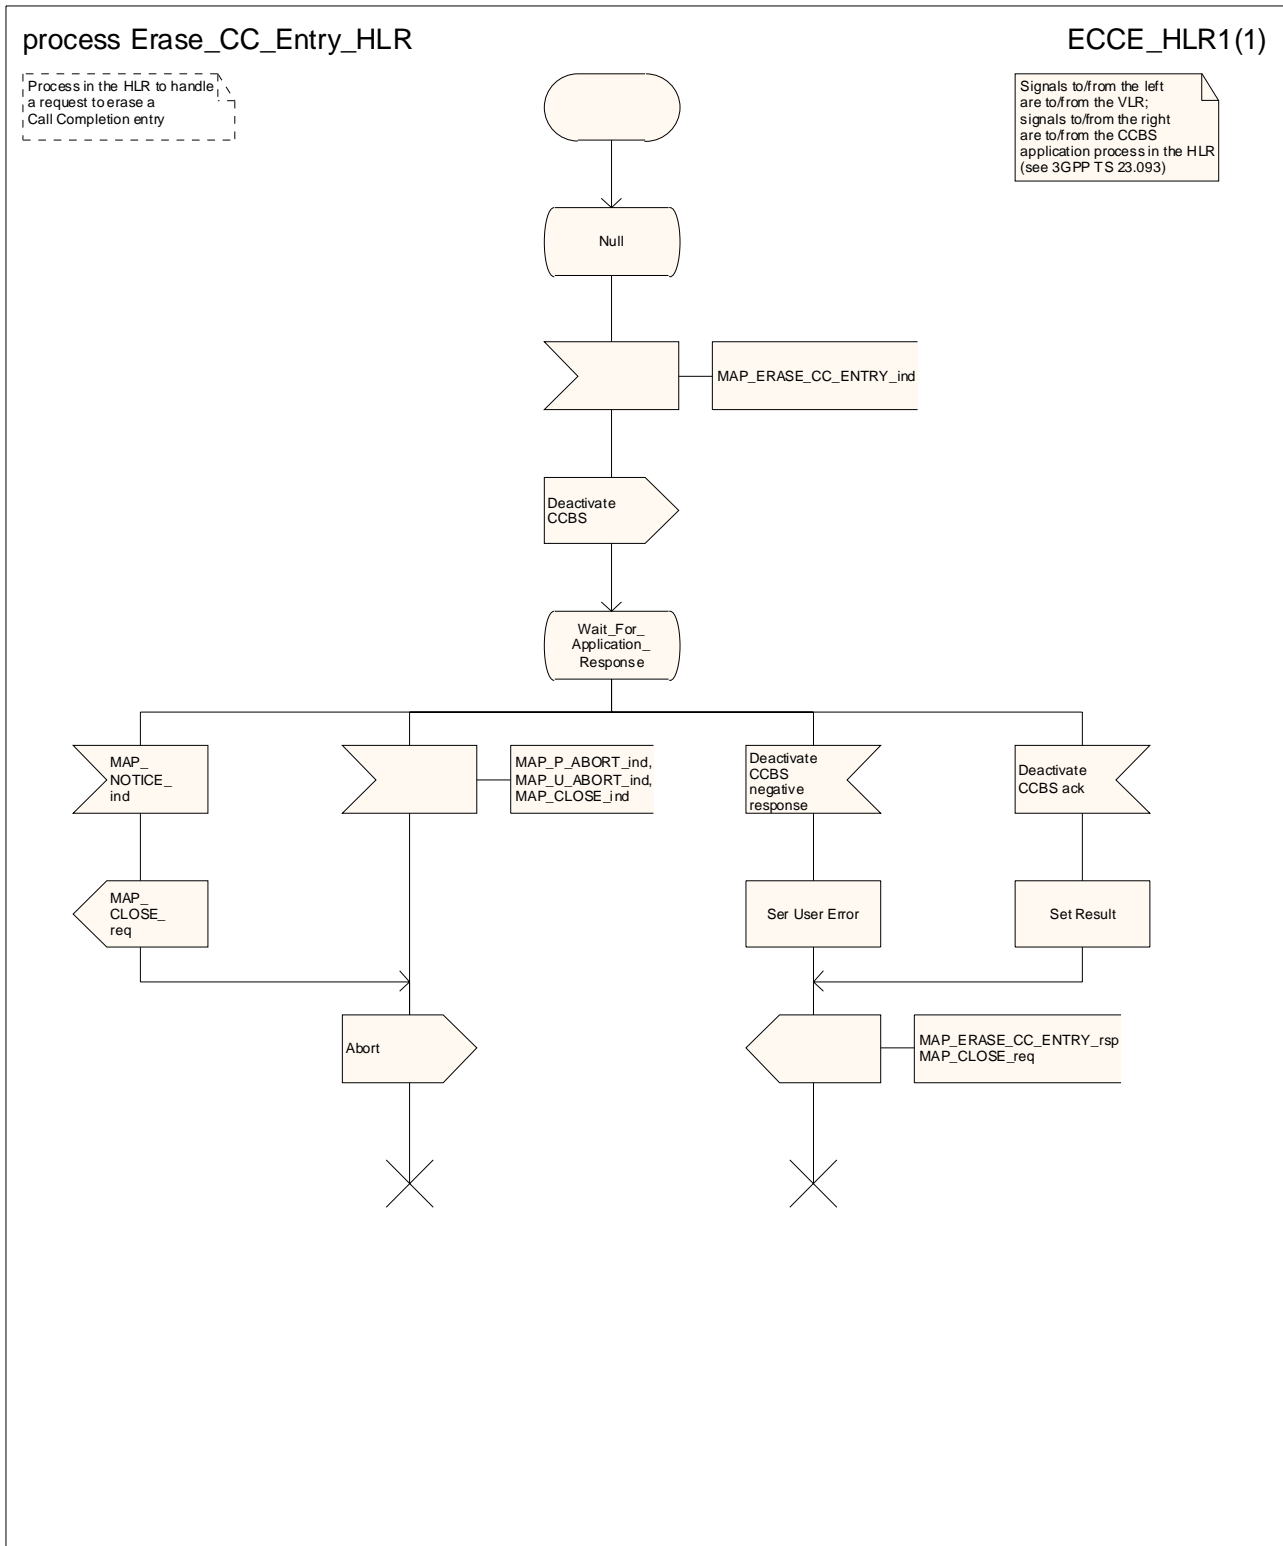 process Erase_CC_Entry_HLR
ECCE_HLR1(1)
Process in the HLR to handle
a request to erase a
Call Completion entry
Signals to/from the left
are to/from the VLR;
signals to/from the right
are to/from the CCBS
application process in the HLR
(see 3GPP TS 23.093)
Null
MAP_ERASE_CC_ENTRY_ind
Deactivate
CCBS
Wait_For_
Application_
Response
MAP_
NOTICE_
ind
MAP_P_ABORT_ind,
MAP_U_ABORT_ind,
MAP_CLOSE_ind
Deactivate
CCBS
negative
response
Deactivate
CCBS ack
MAP_
CLOSE_
req
Ser User Error
Set Result
Abort
MAP_ERASE_CC_ENTRY_rsp
MAP_CLOSE_req